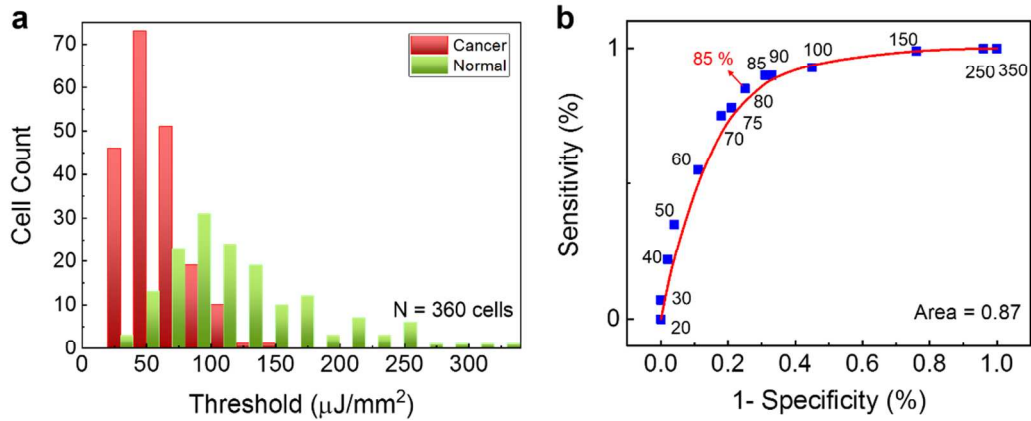 a
Cell Count
70
60
50
40
30
20
10
0
Cancer
Normal
N = 360 cells
0 50 100 150 200 250 300
Threshold (μJ/mm²)
b
Sensitivity (%)
1
0
85 %
85 90 100 150
80
75
70
250 350
60
50
40
30
20
Area = 0.87
0.0 0.2 0.4 0.6 0.8 1.0
1- Specificity (%)